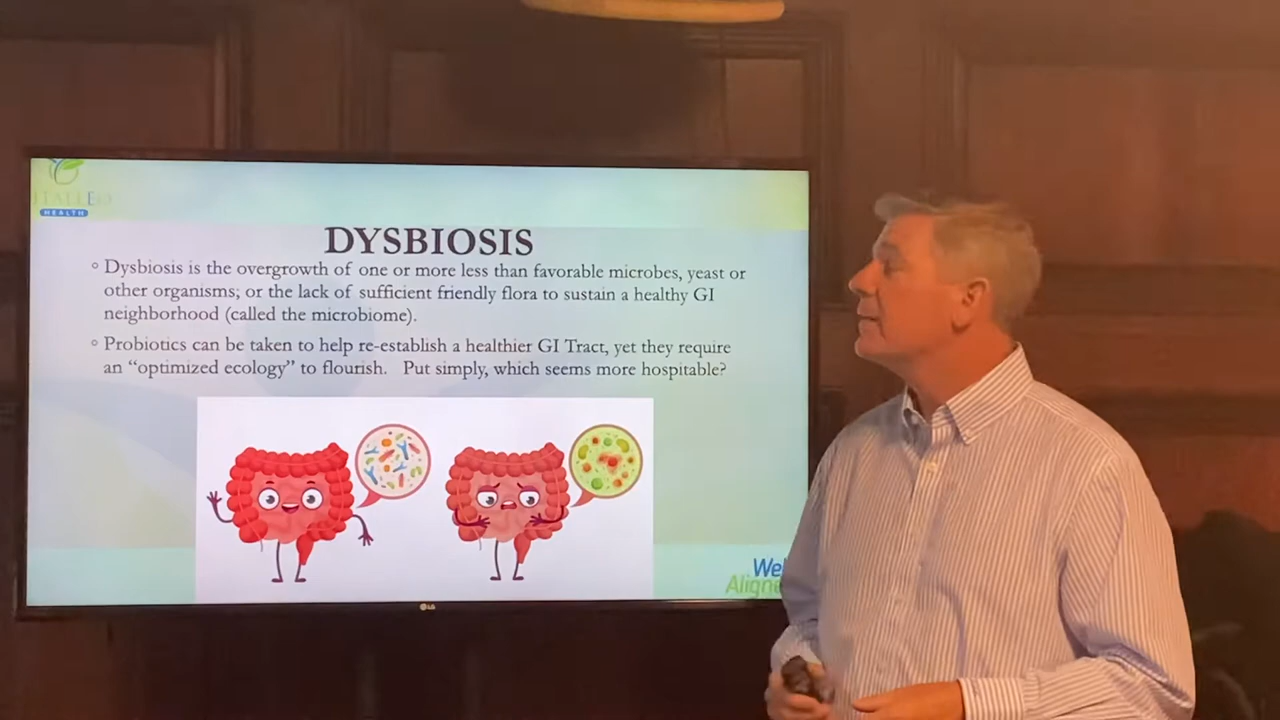 HEALTH
DYSBIOSIS
° Dysbiosis is the overgrowth of one or more less than favorable microbes, yeast or
other organisms; or the lack of sufficient friendly flora to sustain a healthy GI
neighborhood (called the microbiome).
° Probiotics can be taken to help re-establish a healthier GI Tract, yet they require
an “optimized ecology” to flourish. Put simply, which seems more hospitable?
We
Aligne
LG